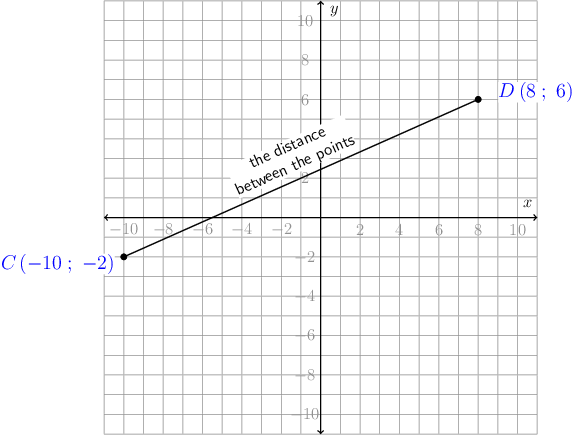 y
10
8
6
D (8 ; 6)
the distance
between the points
2
x
−10 −8 −6 −4 −2 2 4 6 8 10
C (−10 ; −2)
−2
−4
−6
−8
−10